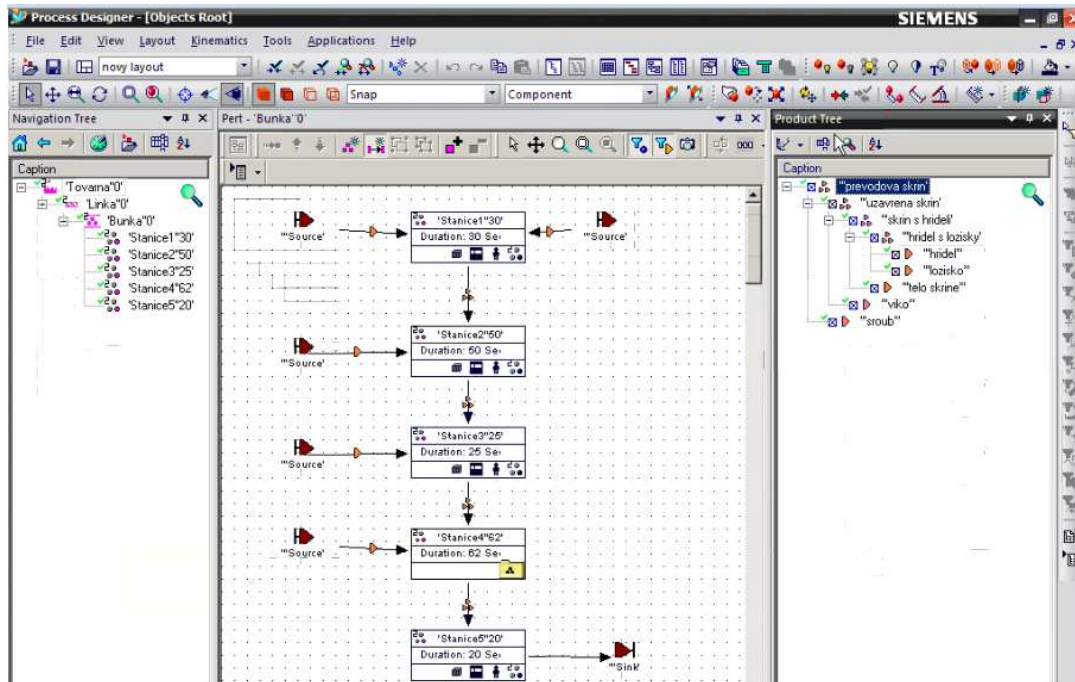 Process Designer - [Objects Root]
SIEMENS
File Edit View Layout Kinematics Tools Applications Help
novy layout
Snap
Component
Navigation Tree
Caption
'Tovarna''0'
'Linka''0'
'Bunka''0'
'Stanice1''30'
'Stanice2''50'
'Stanice3''25'
'Stanice4''62'
'Stanice5''20'
Pert - 'Bunka''0'
'''Source'
'Stanice1''30'
Duration: 30 Se
'''Source'
'Stanice2''50'
Duration: 50 Se
'''Source'
'Stanice3''25'
Duration: 25 Se
'''Source'
'Stanice4''62'
Duration: 62 Se
'''Source'
'Stanice5''20'
Duration: 20 Se
'''Sink'
Product Tree
Caption
'''prevodova skrin'
'''uzavrena skrin'
'''skrin s hrideli'
'''hridel s lozisky'
'''hridel'''
'''lozisko'''
'''telo skrine'''
'''viko'''
'''sroub'''